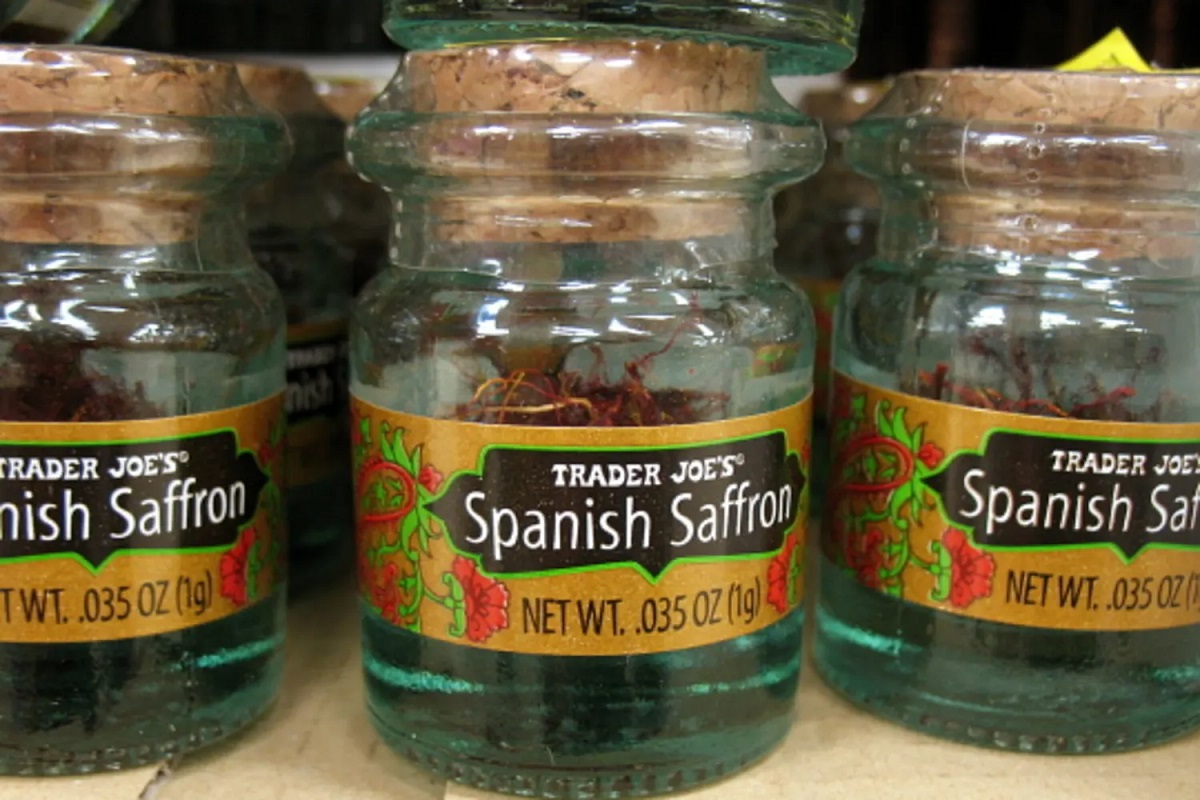 TRADER JOE'S®
nish Saffron
T WT. .035 OZ (1g)
TRADER JOE'S®
Spanish Saffron
NET WT. .035 OZ (1g)
TRADER JOE'S
Spanish Saf
NET WT. .035 OZ (1